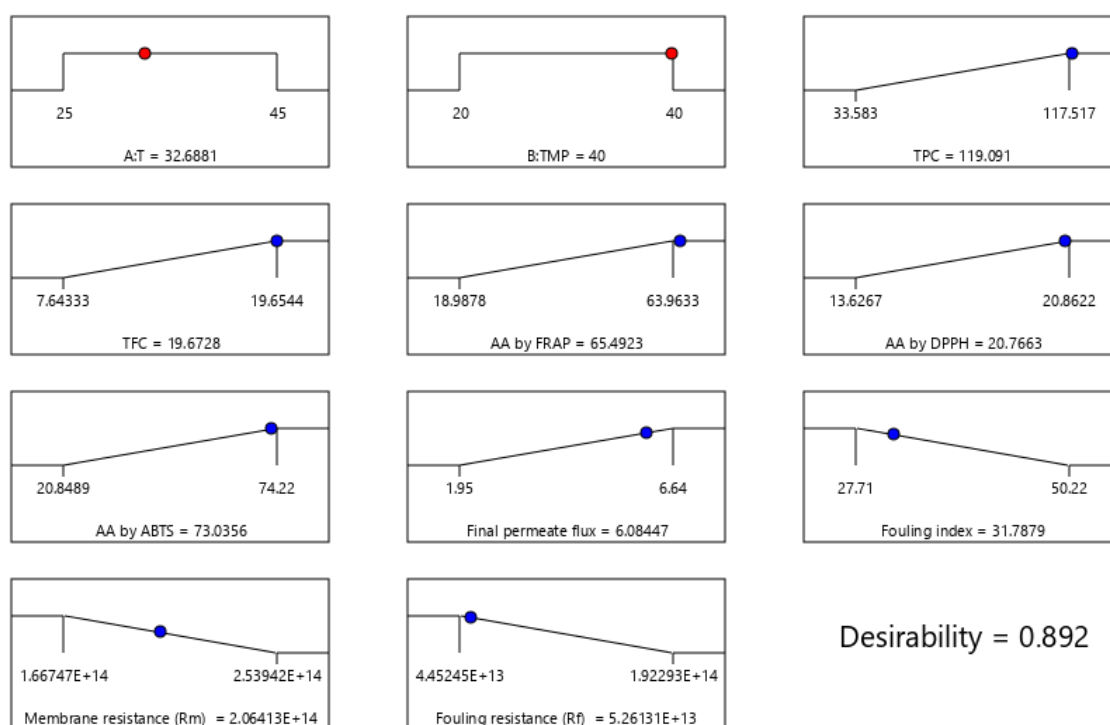 25 45
A:T = 32.6881
20 40
B:TMP = 40
33.583 117.517
TPC = 119.091
7.64333 19.6544
TFC = 19.6728
18.9878 63.9633
AA by FRAP = 65.4923
13.6267 20.8622
AA by DPPH = 20.7663
20.8489 74.22
AA by ABTS = 73.0356
1.95 6.64
Final permeate flux = 6.08447
27.71 50.22
Fouling index = 31.7879
1.66747E+14 2.53942E+14
Membrane resistance (Rm) = 2.06413E+14
4.45245E+13 1.92293E+14
Fouling resistance (Rf) = 5.26131E+13
Desirability = 0.892